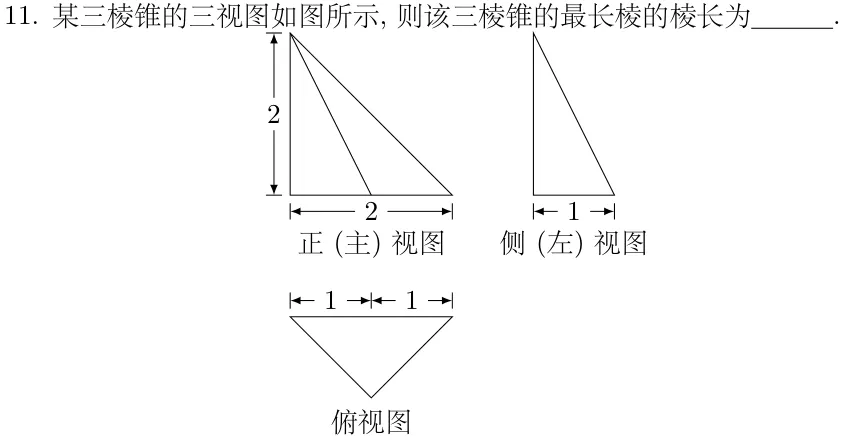 11. 某三棱锥的三视图如图所示, 则该三棱锥的最长棱的棱长为______.
2
2 1
正 (主) 视图 侧 (左) 视图
1 1
俯视图